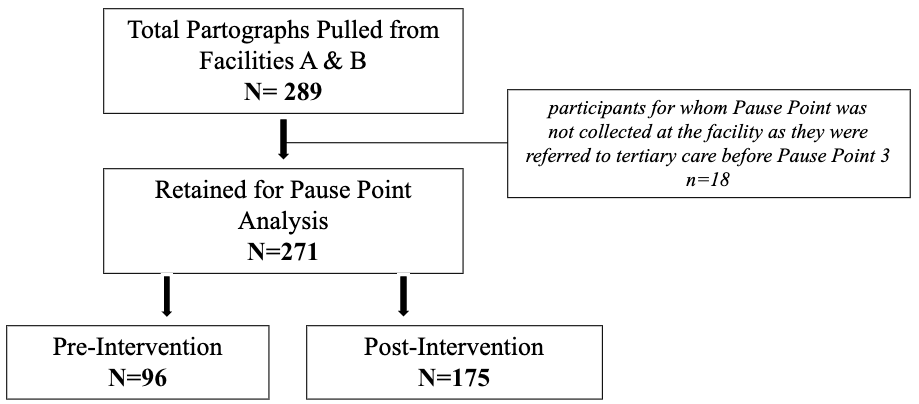 Total Partographs Pulled from
Facilities A & B
N= 289
participants for whom Pause Point was
not collected at the facility as they were
referred to tertiary care before Pause Point 3
n=18
Retained for Pause Point
Analysis
N=271
Pre-Intervention
N=96
Post-Intervention
N=175